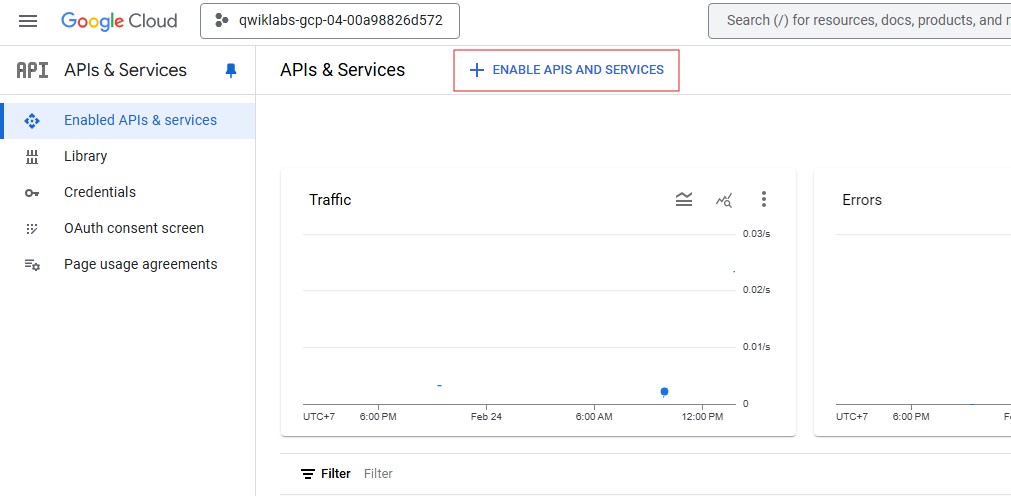 Google Cloud
qwiklabs-gcp-04-00a98826d572
Search (/) for resources, docs, products, and
API
APIs & Services
APIs & Services
ENABLE APIS AND SERVICES
Enabled APIs & services
Library
Credentials
OAuth consent screen
Page usage agreements
Traffic
0.03/s
0.02/s
0.01/s
0
UTC+7
6:00 PM
Feb 24
6:00 AM
12:00 PM
Errors
UTC+7
6:00 PM
Filter
Filter